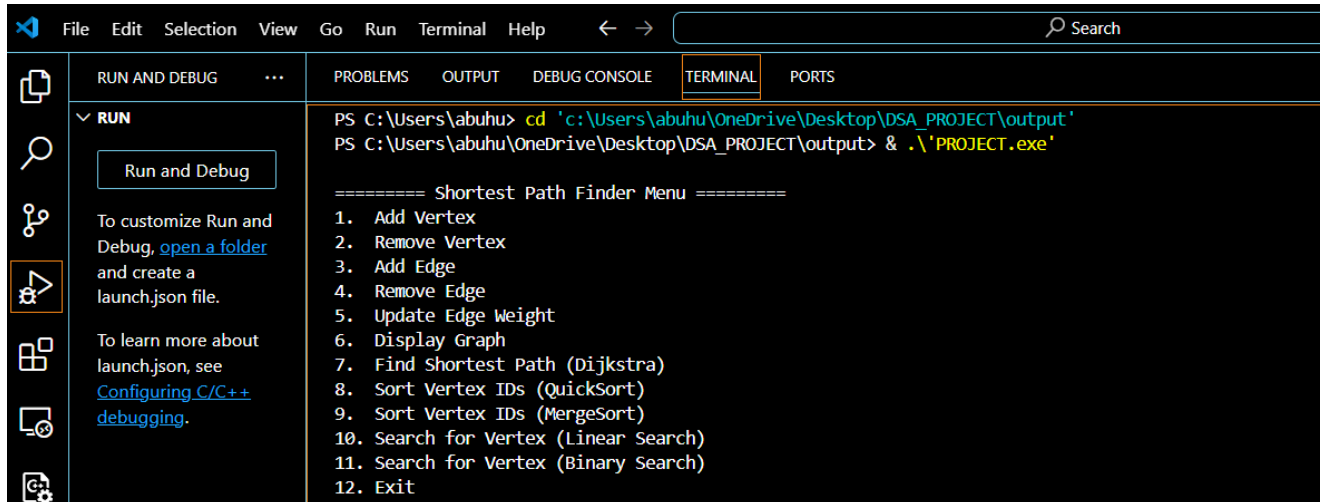 File Edit Selection View Go Run Terminal Help Search
RUN AND DEBUG ...
RUN
Run and Debug
To customize Run and
Debug, open a folder
and create a
launch.json file.
To learn more about
launch.json, see
Configuring C/C++
debugging.
PROBLEMS OUTPUT DEBUG CONSOLE TERMINAL PORTS
PS C:\Users\abuhu> cd 'c:\Users\abuhu\OneDrive\Desktop\DSA_PROJECT\output'
PS C:\Users\abuhu\OneDrive\Desktop\DSA_PROJECT\output> & .\'PROJECT.exe'
========= Shortest Path Finder Menu =========
1. Add Vertex
2. Remove Vertex
3. Add Edge
4. Remove Edge
5. Update Edge Weight
6. Display Graph
7. Find Shortest Path (Dijkstra)
8. Sort Vertex IDs (QuickSort)
9. Sort Vertex IDs (MergeSort)
10. Search for Vertex (Linear Search)
11. Search for Vertex (Binary Search)
12. Exit